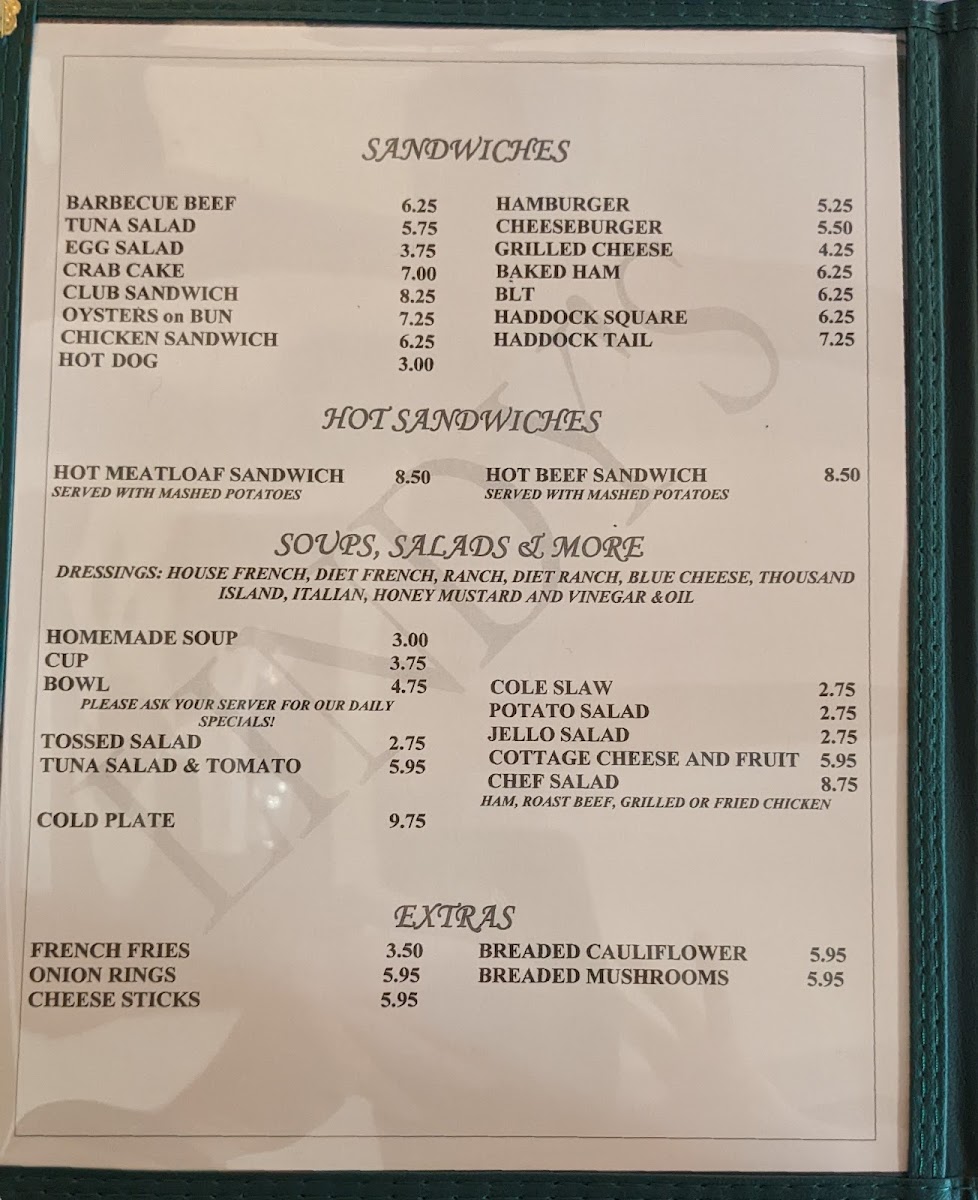 SANDWICHES
BARBECUE BEEF 6.25 HAMBURGER 5.25
TUNA SALAD 5.75 CHEESEBURGER 5.50
EGG SALAD 3.75 GRILLED CHEESE 4.25
CRAB CAKE 7.00 BAKED HAM 6.25
CLUB SANDWICH 8.25 BLT 6.25
OYSTERS on BUN 7.25 HADDOCK SQUARE 6.25
CHICKEN SANDWICH 6.25 HADDOCK TAIL 7.25
HOT DOG 3.00
HOT SANDWICHES
HOT MEATLOAF SANDWICH 8.50 HOT BEEF SANDWICH 8.50
SERVED WITH MASHED POTATOES SERVED WITH MASHED POTATOES
SOUPS, SALADS & MORE
DRESSINGS: HOUSE FRENCH, DIET FRENCH, RANCH, DIET RANCH, BLUE CHEESE, THOUSAND
ISLAND, ITALIAN, HONEY MUSTARD AND VINEGAR &OIL
HOMEMADE SOUP 3.00
CUP 3.75
BOWL 4.75 COLE SLAW 2.75
PLEASE ASK YOUR SERVER FOR OUR DAILY POTATO SALAD 2.75
SPECIALS! JELLO SALAD 2.75
TOSSED SALAD 2.75 COTTAGE CHEESE AND FRUIT 5.95
TUNA SALAD & TOMATO 5.95 CHEF SALAD 8.75
HAM, ROAST BEEF, GRILLED OR FRIED CHICKEN
COLD PLATE 9.75
EXTRAS
FRENCH FRIES 3.50 BREADED CAULIFLOWER 5.95
ONION RINGS 5.95 BREADED MUSHROOMS 5.95
CHEESE STICKS 5.95
LINDY'S